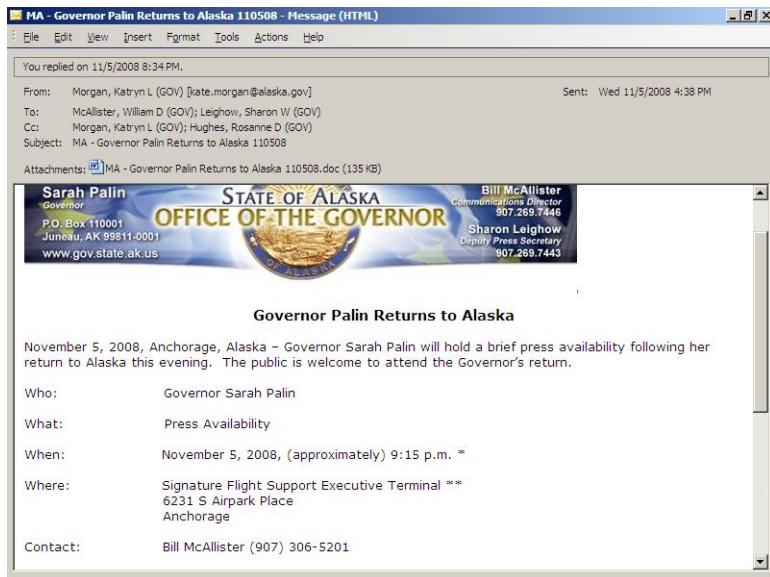 MA - Governor Palin Returns to Alaska 110508 - Message (HTML)
File Edit View Insert Format Tools Actions Help
You replied on 11/5/2008 8:34 PM.
From: Morgan, Katryn L (GOV) [kate.morgan@alaska.gov] Sent: Wed 11/5/2008 4:38 PM
To: McAllister, William D (GOV); Leighow, Sharon W (GOV)
Cc: Morgan, Katryn L (GOV); Hughes, Rosanne D (GOV)
Subject: MA - Governor Palin Returns to Alaska 110508
Attachments: MA - Governor Palin Returns to Alaska 110508.doc (135 KB)
Sarah Palin
Governor
P.O. Box 110001
Juneau, AK 99811-0001
www.gov.state.ak.us
STATE OF ALASKA
OFFICE OF THE GOVERNOR
OF ALASKA
Bill McAllister
Communications Director
907.269.7446
Sharon Leighow
Deputy Press Secretary
907.269.7443
Governor Palin Returns to Alaska
November 5, 2008, Anchorage, Alaska – Governor Sarah Palin will hold a brief press availability following her
return to Alaska this evening. The public is welcome to attend the Governor's return.
Who: Governor Sarah Palin
What: Press Availability
When: November 5, 2008, (approximately) 9:15 p.m. *
Where: Signature Flight Support Executive Terminal **
6231 S Airpark Place
Anchorage
Contact: Bill McAllister (907) 306-5201